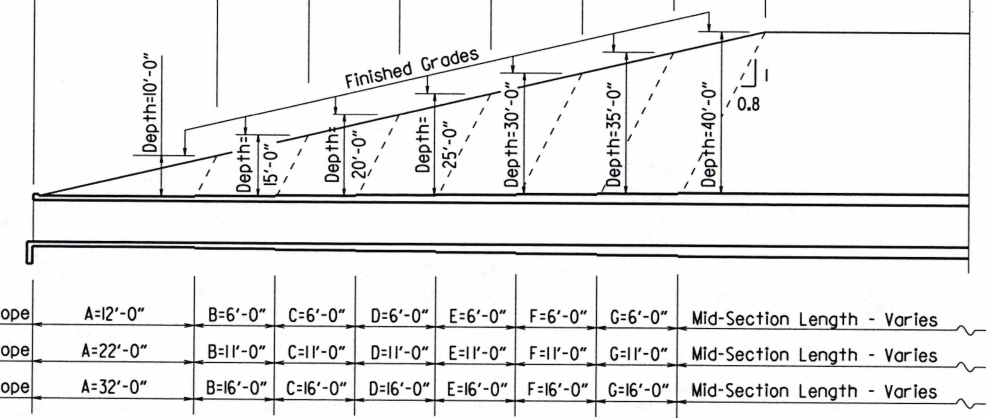 Finished Grades
Depth=10'-0"
Depth=
15'-0"
Depth=
20'-0"
Depth=
25'-0"
Depth=30'-0"
Depth=35'-0"
Depth=40'-0"
1
0.8
ope A=12'-0" B=6'-0" C=6'-0" D=6'-0" E=6'-0" F=6'-0" G=6'-0" Mid-Section Length - Varies
ope A=22'-0" B=11'-0" C=11'-0" D=11'-0" E=11'-0" F=11'-0" G=11'-0" Mid-Section Length - Varies
ope A=32'-0" B=16'-0" C=16'-0" D=16'-0" E=16'-0" F=16'-0" G=16'-0" Mid-Section Length - Varies